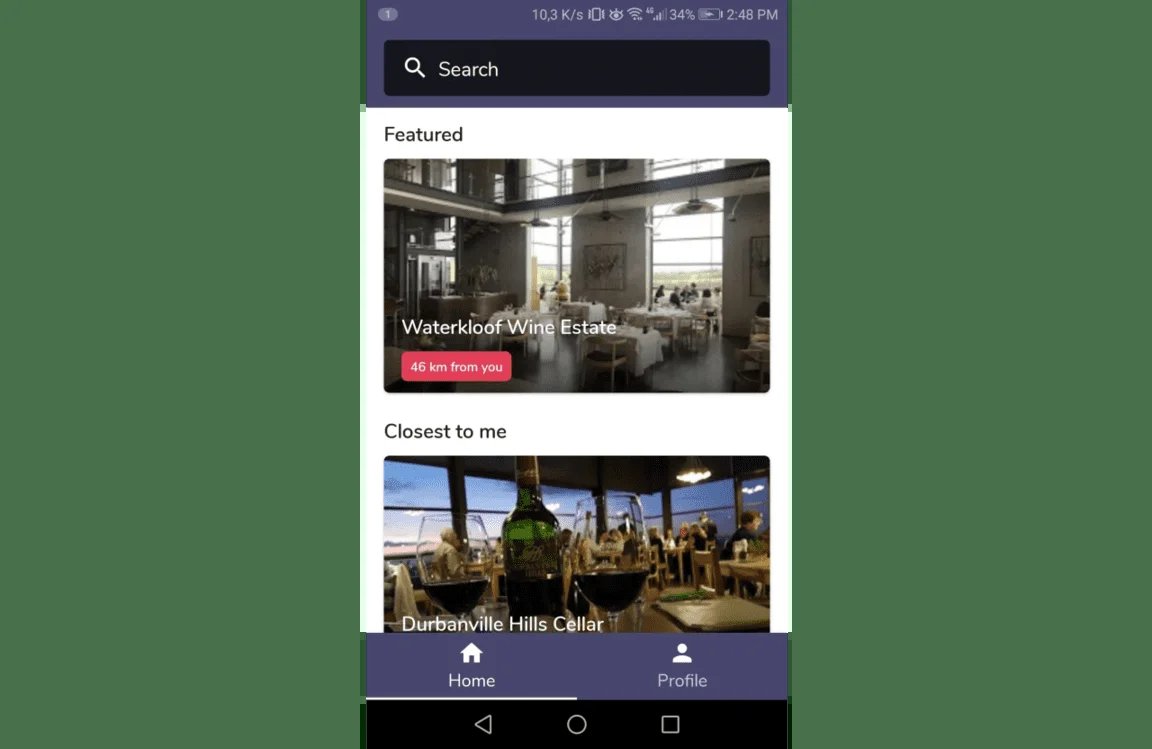 1 10,3 K/s 4G 34% 2:48 PM
Search
Featured
Waterkloof Wine Estate
46 km from you
Closest to me
Durbanville Hills Cellar
Home Profile